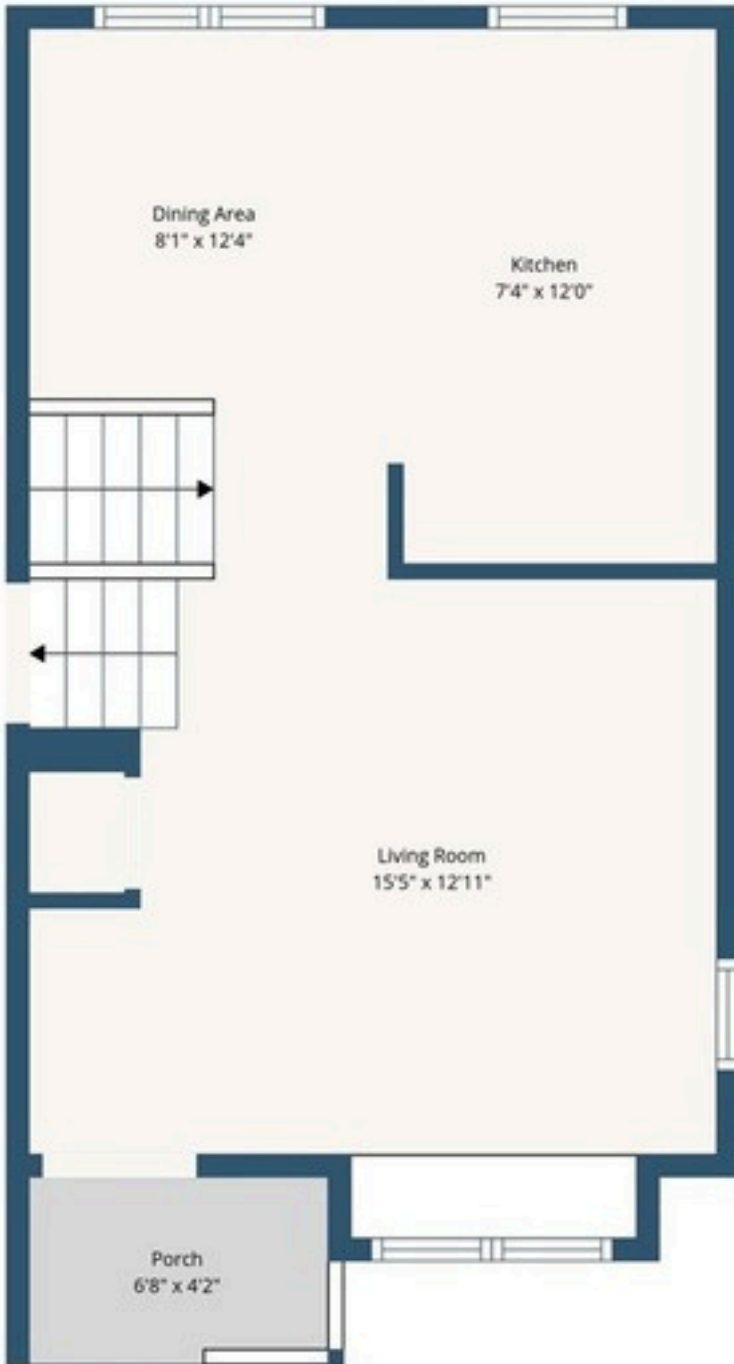 Dining Area
8'1" x 12'4"
Kitchen
7'4" x 12'0"
Living Room
15'5" x 12'11"
Porch
6'8" x 4'2"